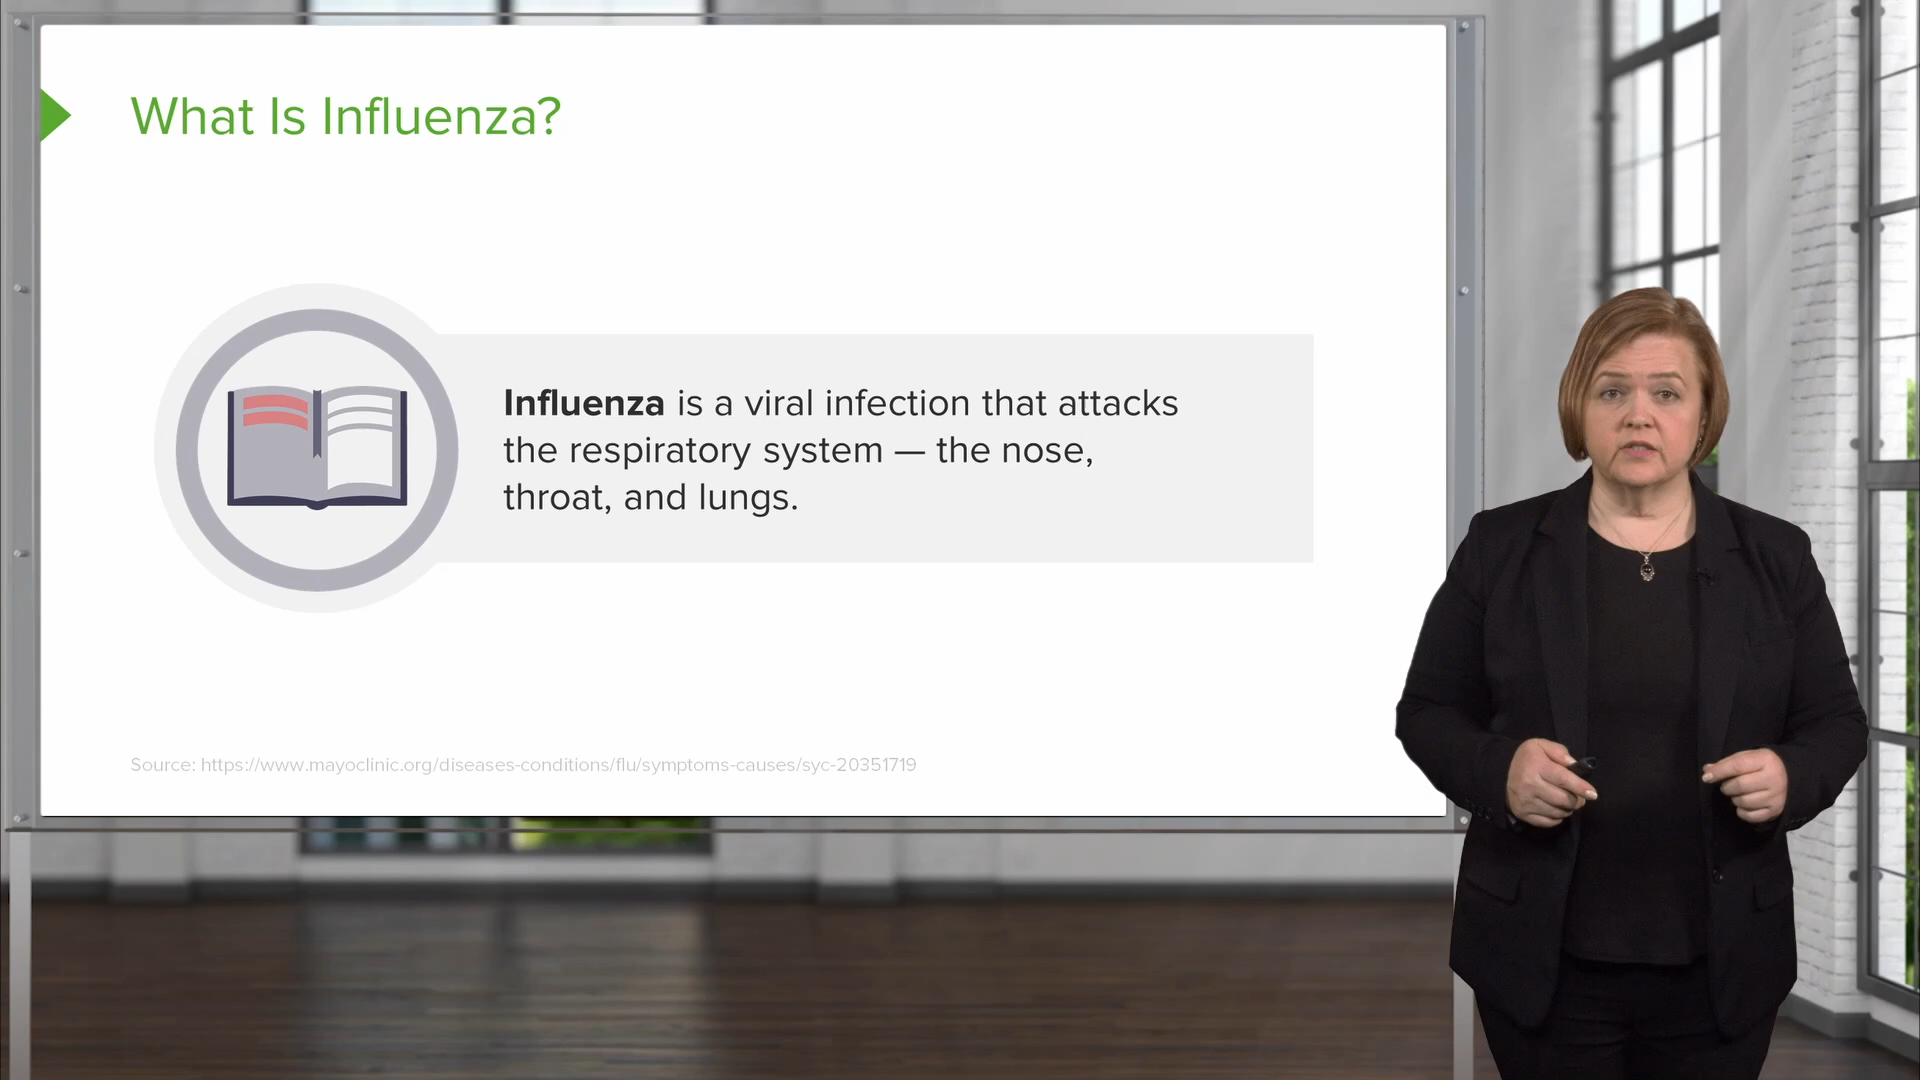 What Is Influenza?
Influenza is a viral infection that attacks
the respiratory system — the nose,
throat, and lungs.
Source: https://www.mayoclinic.org/diseases-conditions/flu/symptoms-causes/syc-20351719